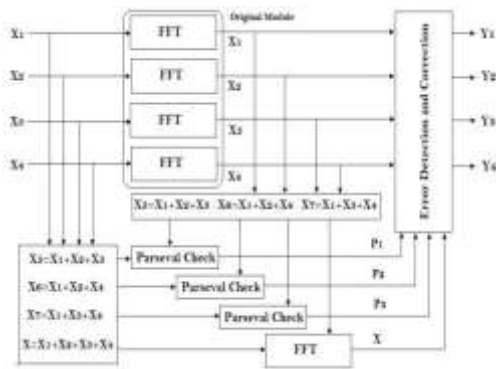 Original Module
X1
FFT
X1
Y1
X2
FFT
X2
Y2
X3
FFT
X3
Y3
X4
FFT
X4
Y4
Error Detection and Correction
X5=X1+X2+X3 X6=X1+X2+X4 X7=X1+X3+X4
X5=X1+X2+X3
X6=X1+X2+X4
X7=X1+X3+X4
X=X1+X2+X3+X4
Parseval Check
P1
Parseval Check
P2
Parseval Check
P3
FFT
X